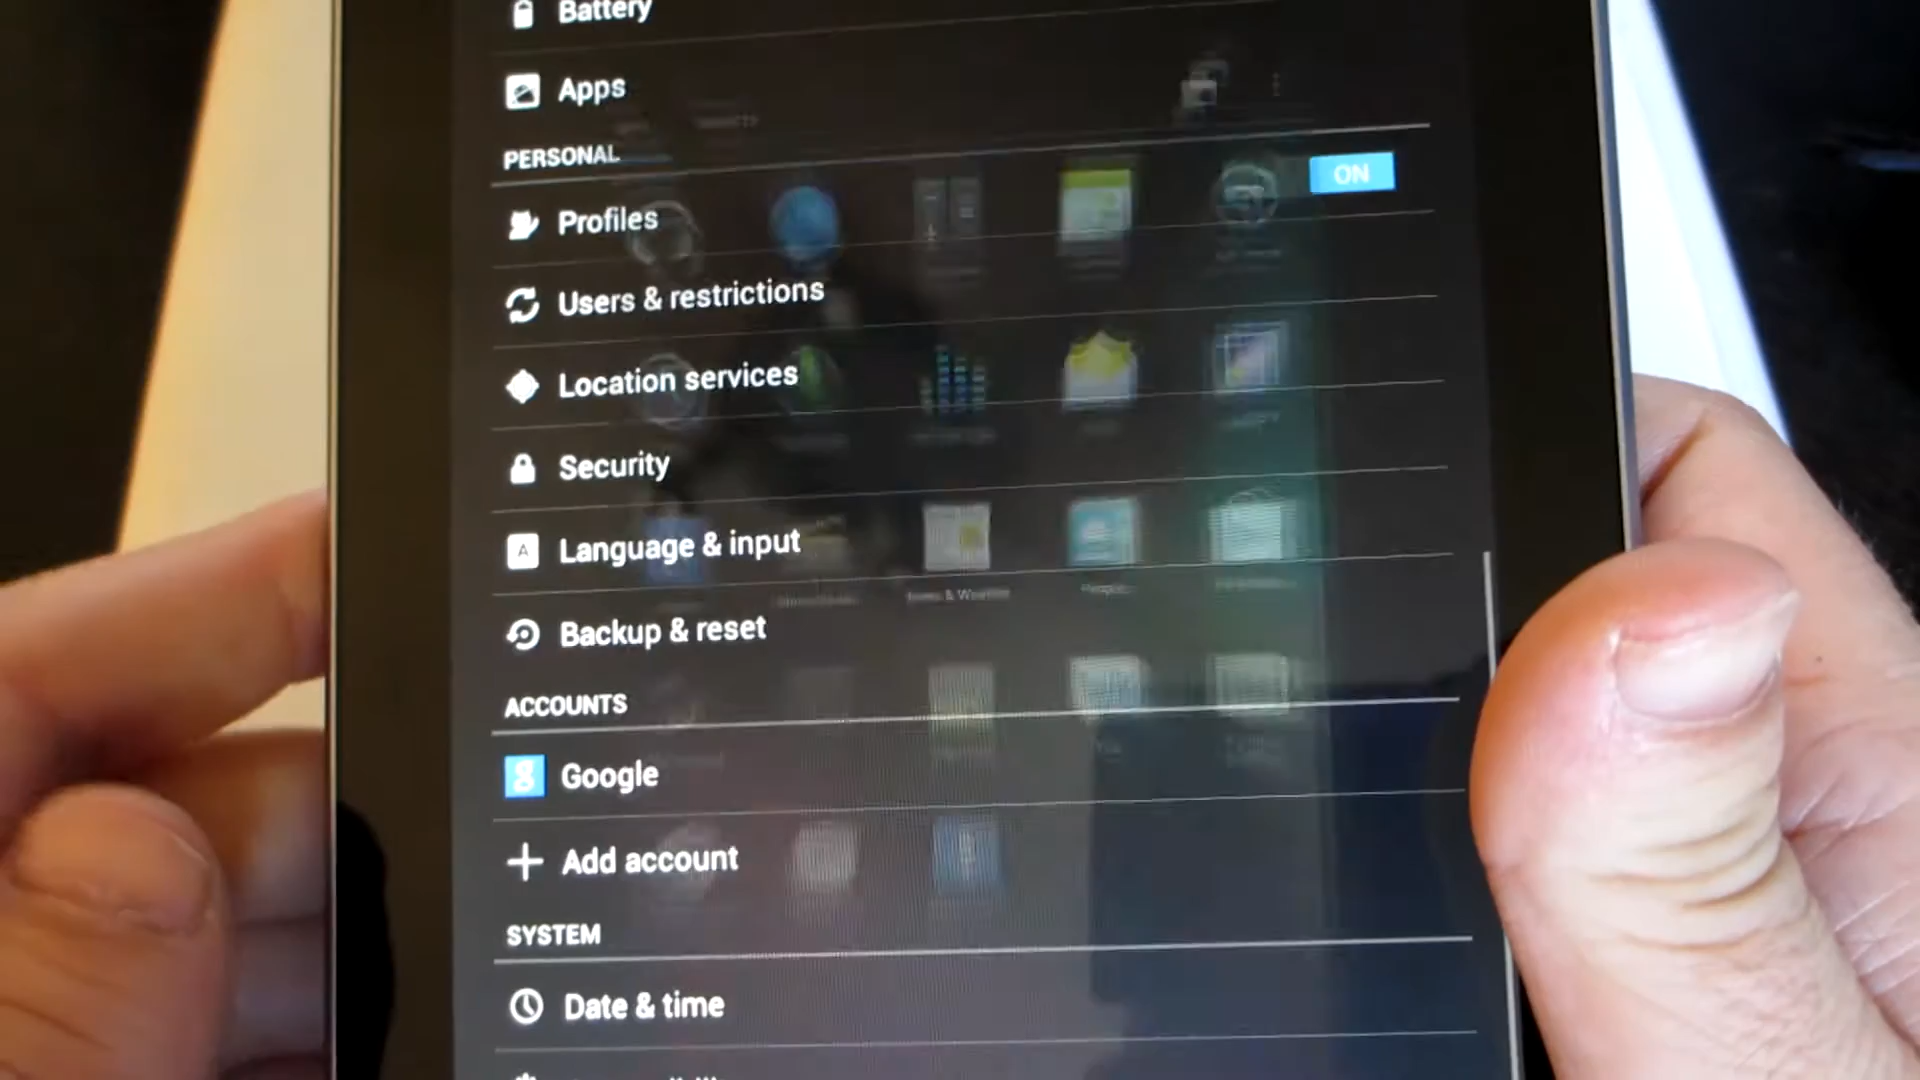 Battery
Apps
PERSONAL
Profiles
ON
Users & restrictions
Location services
Security
Language & input
Backup & reset
ACCOUNTS
Google
Add account
SYSTEM
Date & time